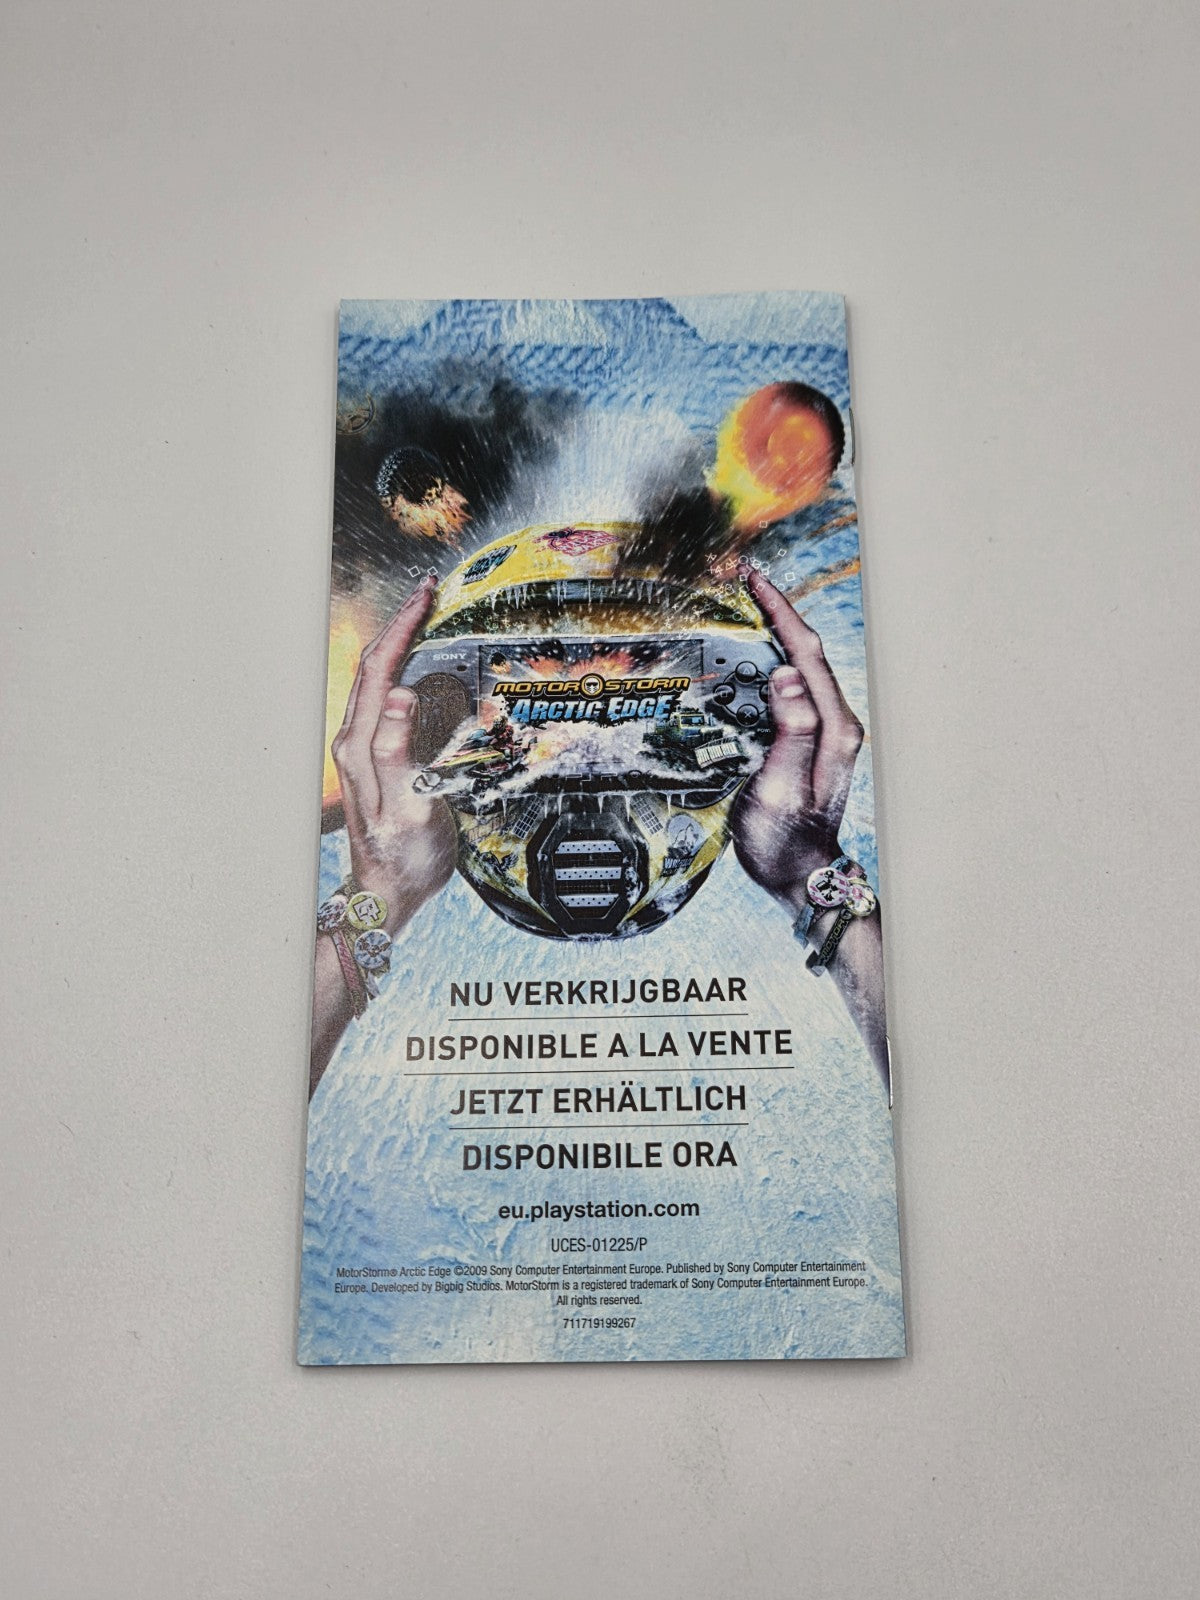 SONY
MOTORSTORM
ARCTIC EDGE
NU VERKRIJGBAAR
DISPONIBLE A LA VENTE
JETZT ERHÄLTLICH
DISPONIBILE ORA
eu.playstation.com
UCES-01225/P
MotorStorm® Arctic Edge ©2009 Sony Computer Entertainment Europe. Published by Sony Computer Entertainment
Europe. Developed by Bigbig Studios. MotorStorm is a registered trademark of Sony Computer Entertainment Europe.
All rights reserved.
711719199267